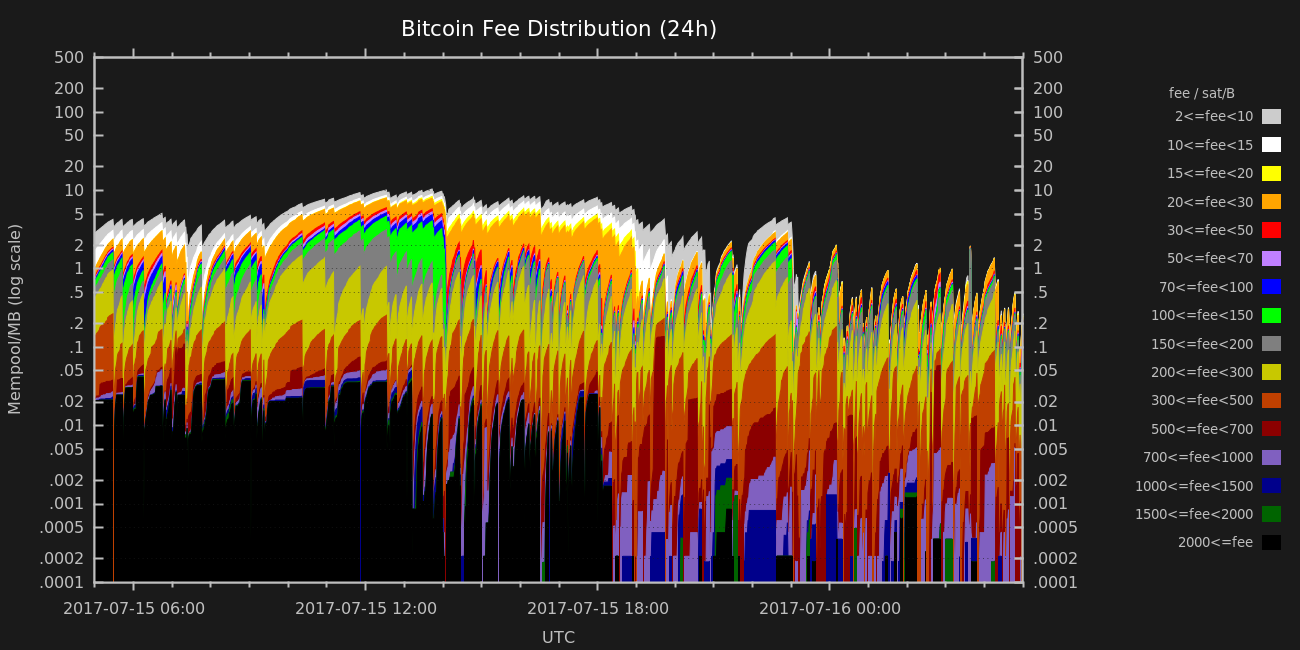 Bitcoin Fee Distribution (24h)
Mempool/MB (log scale)
500
200
100
50
20
10
5
2
1
.5
.2
.1
.05
.02
.01
.005
.002
.001
.0005
.0002
.0001
500
200
100
50
20
10
5
2
1
.5
.2
.1
.05
.02
.01
.005
.002
.001
.0005
.0002
.0001
2017-07-15 06:00
2017-07-15 12:00
2017-07-15 18:00
2017-07-16 00:00
UTC
fee / sat/B
2<=fee<10
10<=fee<15
15<=fee<20
20<=fee<30
30<=fee<50
50<=fee<70
70<=fee<100
100<=fee<150
150<=fee<200
200<=fee<300
300<=fee<500
500<=fee<700
700<=fee<1000
1000<=fee<1500
1500<=fee<2000
2000<=fee